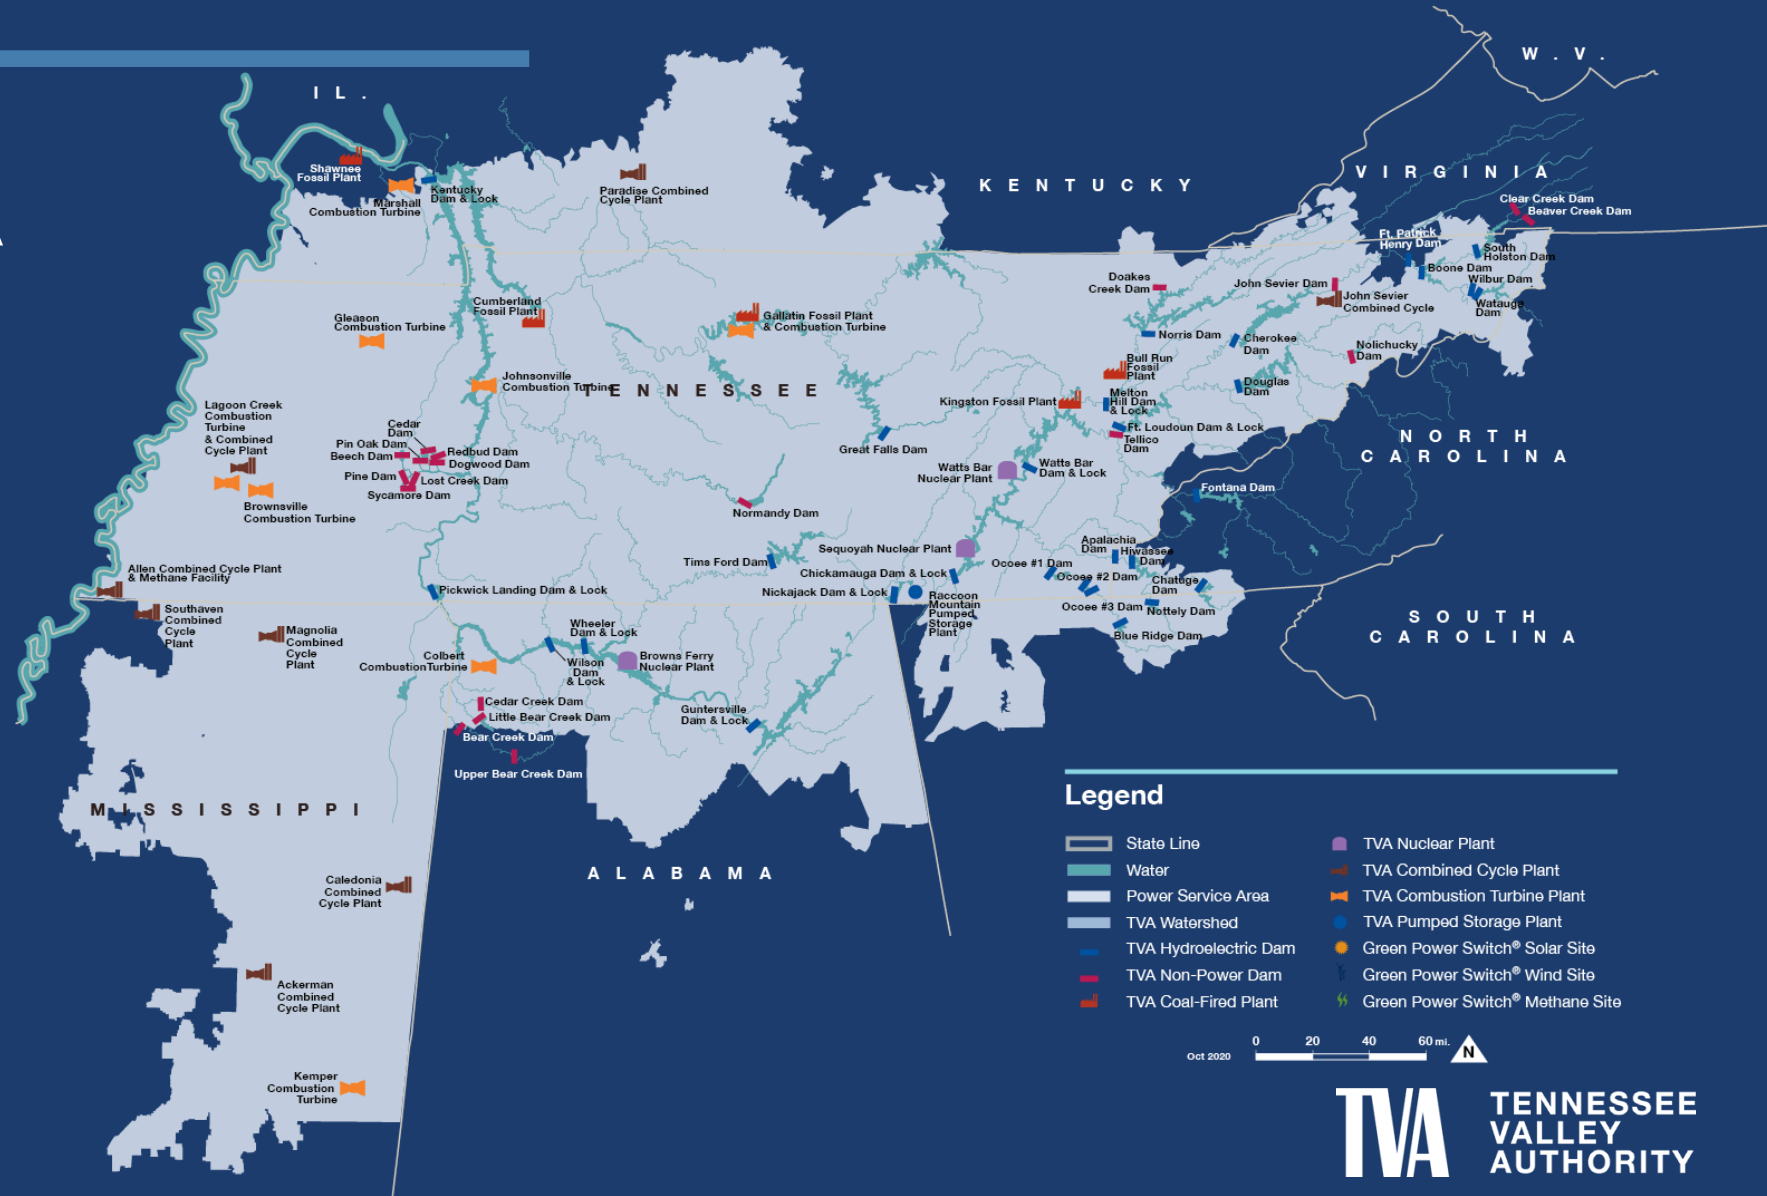 W . V .
I L .
KENTUCKY
VIRGINIA
Shawnee
Fossil Plant
Marshall
Combustion Turbine
Kentucky
Dam & Lock
Paradise Combined
Cycle Plant
Clear Creek Dam
Beaver Creek Dam
Ft. Patrick
Henry Dam
South
Holston Dam
Boone Dam
Wilbur Dam
Watauga
Dam
Doakes
Creek Dam
John Sevier Dam
John Sevier
Combined Cycle
Cumberland
Fossil Plant
Gleason
Combustion Turbine
Gallatin Fossil Plant
& Combustion Turbine
Norris Dam
Cherokee
Dam
Nolichucky
Dam
Bull Run
Fossil
Plant
Johnsonville
Combustion Turbine
TENNESSEE
Douglas
Dam
Kingston Fossil Plant
Melton
Hill Dam
& Lock
Lagoon Creek
Combustion
Turbine
& Combined
Cycle Plant
Cedar
Dam
Pin Oak Dam
Beech Dam
Redbud Dam
Dogwood Dam
Pine Dam
Lost Creek Dam
Sycamore Dam
Great Falls Dam
Ft. Loudoun Dam & Lock
Tellico
Dam
NORTH
CAROLINA
Watts Bar
Nuclear Plant
Watts Bar
Dam & Lock
Fontana Dam
Brownsville
Combustion Turbine
Normandy Dam
Sequoyah Nuclear Plant
Apalachia
Dam
Hiwassee
Dam
Tims Ford Dam
Chickamauga Dam & Lock
Ocoee #1 Dam
Ocoee #2 Dam
Chatuge
Dam
Allen Combined Cycle Plant
& Methane Facility
Pickwick Landing Dam & Lock
Nickajack Dam & Lock
Raccoon
Mountain
Pumped
Storage
Plant
Ocoee #3 Dam
Nottely Dam
Southaven
Combined
Cycle
Plant
Magnolia
Combined
Cycle
Plant
Wheeler
Dam & Lock
Blue Ridge Dam
SOUTH
CAROLINA
Colbert
CombustionTurbine
Wilson
Dam
& Lock
Browns Ferry
Nuclear Plant
Cedar Creek Dam
Little Bear Creek Dam
Bear Creek Dam
Upper Bear Creek Dam
Guntersville
Dam & Lock
MISSISSIPPI
ALABAMA
Caledonia
Combined
Cycle Plant
Ackerman
Combined
Cycle Plant
Kemper
Combustion
Turbine
Legend
State Line
Water
Power Service Area
TVA Watershed
TVA Hydroelectric Dam
TVA Non-Power Dam
TVA Coal-Fired Plant
TVA Nuclear Plant
TVA Combined Cycle Plant
TVA Combustion Turbine Plant
TVA Pumped Storage Plant
Green Power Switch® Solar Site
Green Power Switch® Wind Site
Green Power Switch® Methane Site
Oct 2020
0 20 40 60 mi.
N
TVA
TENNESSEE
VALLEY
AUTHORITY